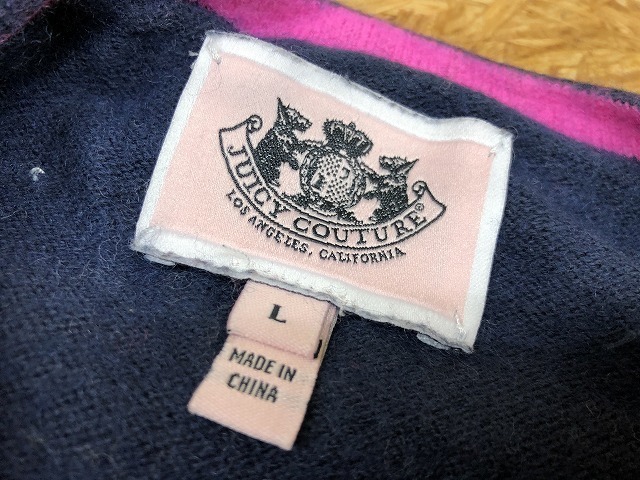 JUICY COUTURE®
LOS ANGELES, CALIFORNIA
L
MADE IN
CHINA